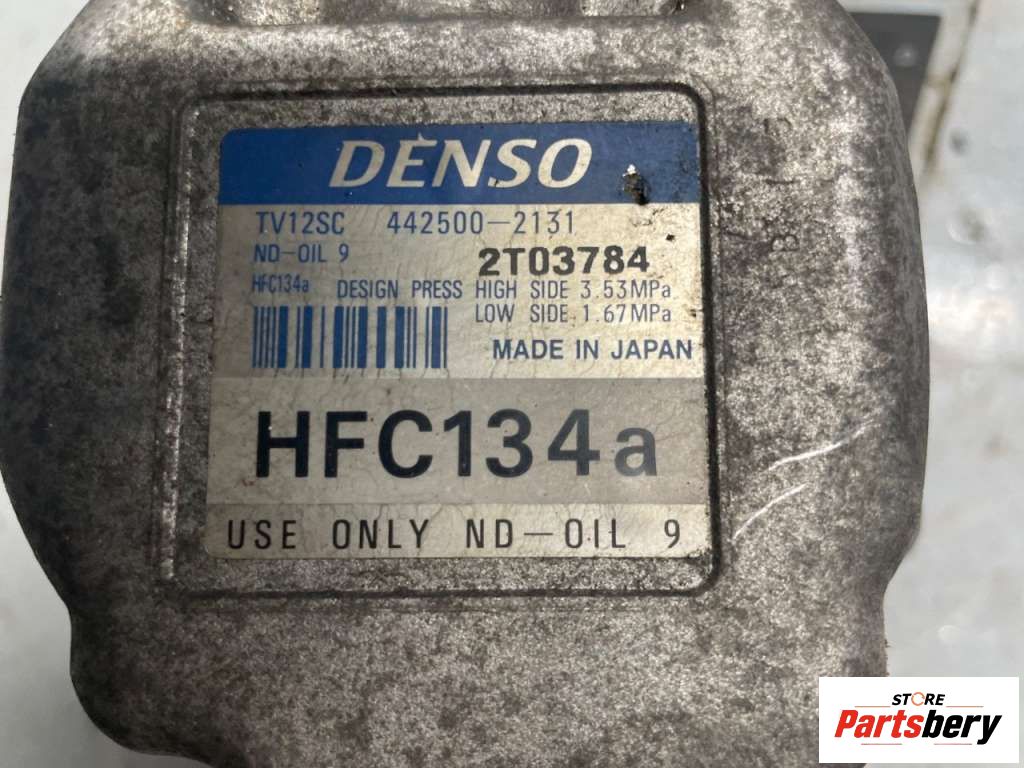 DENSO
TV12SC 442500-2131
ND-OIL 9 2T03784
HFC134a DESIGN PRESS HIGH SIDE 3.53MPa
LOW SIDE 1.67MPa
MADE IN JAPAN
HFC134a
USE ONLY ND-OIL 9
STORE
Partsbery